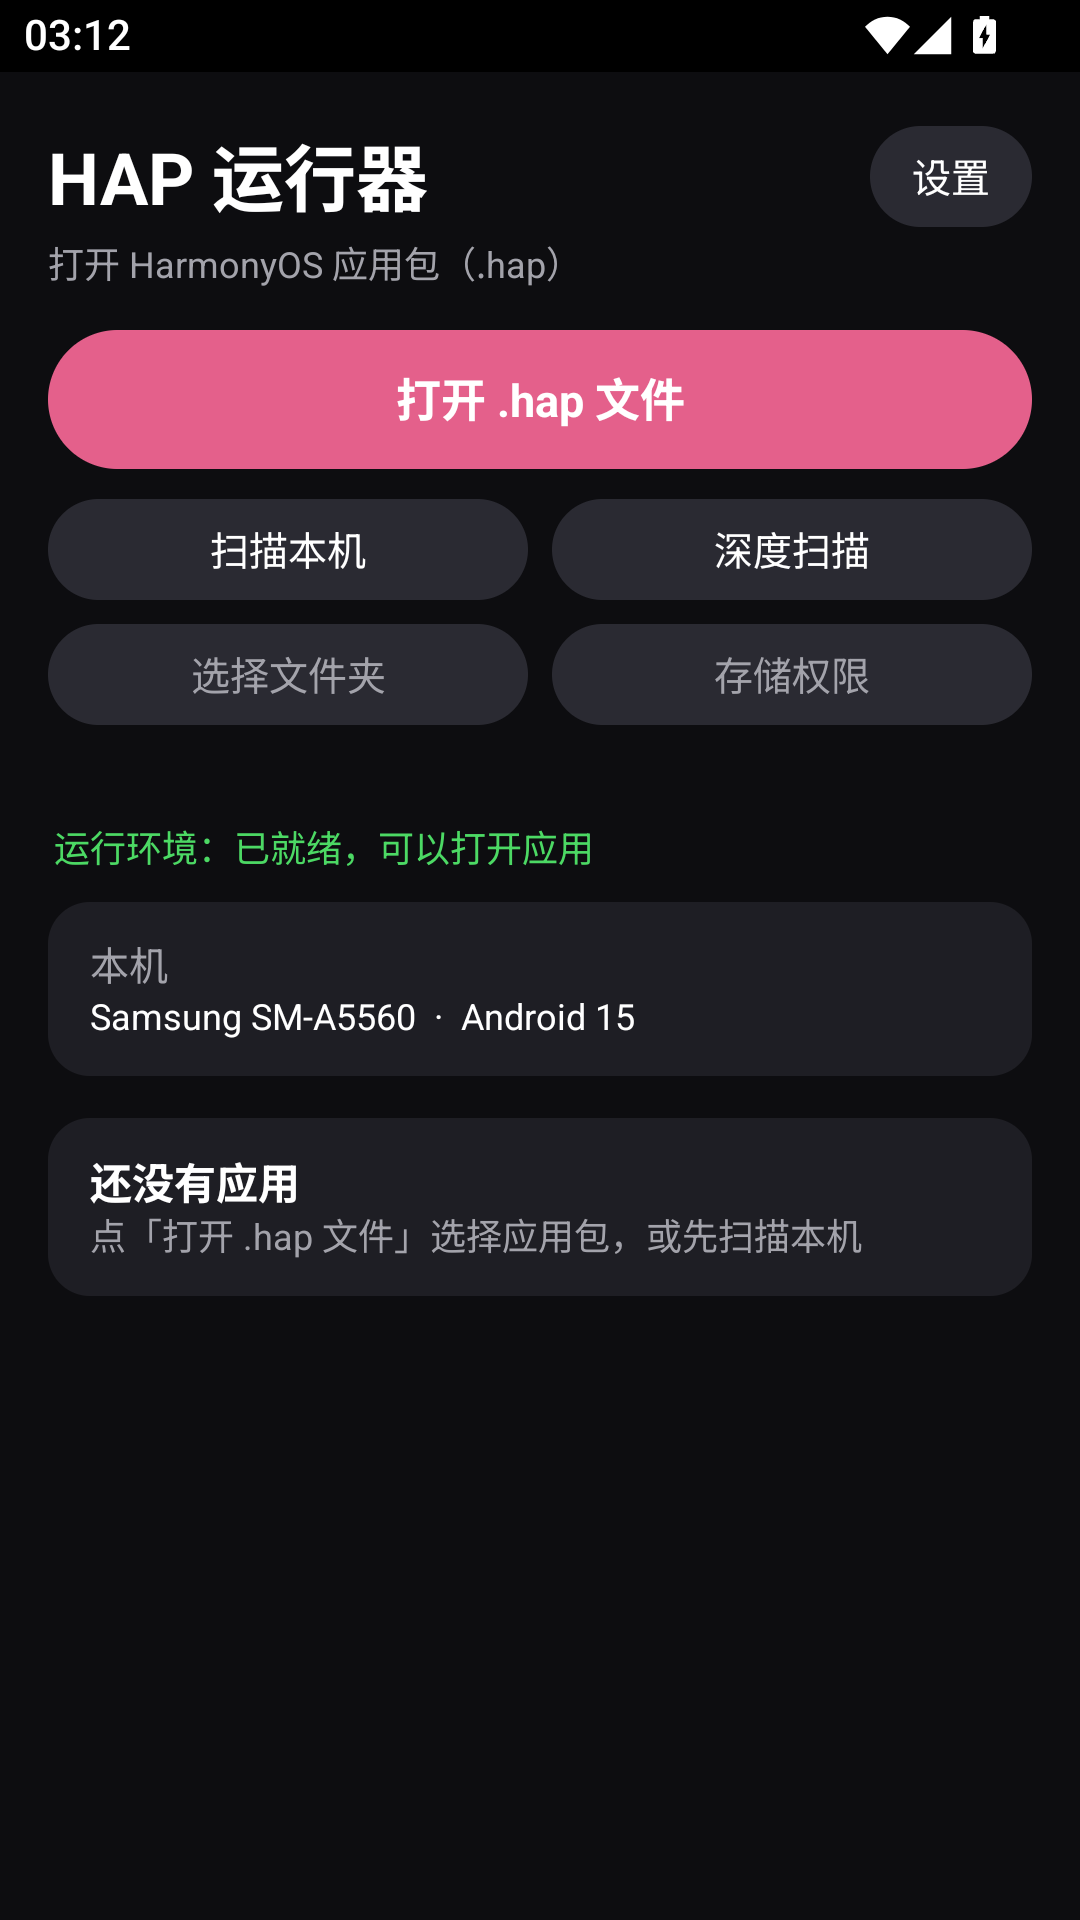 03:12
HAP 运行器
设置
打开 HarmonyOS 应用包（.hap）
打开 .hap 文件
扫描本机
深度扫描
选择文件夹
存储权限
运行环境：已就绪，可以打开应用
本机
Samsung SM-A5560 · Android 15
还没有应用
点「打开 .hap 文件」选择应用包，或先扫描本机